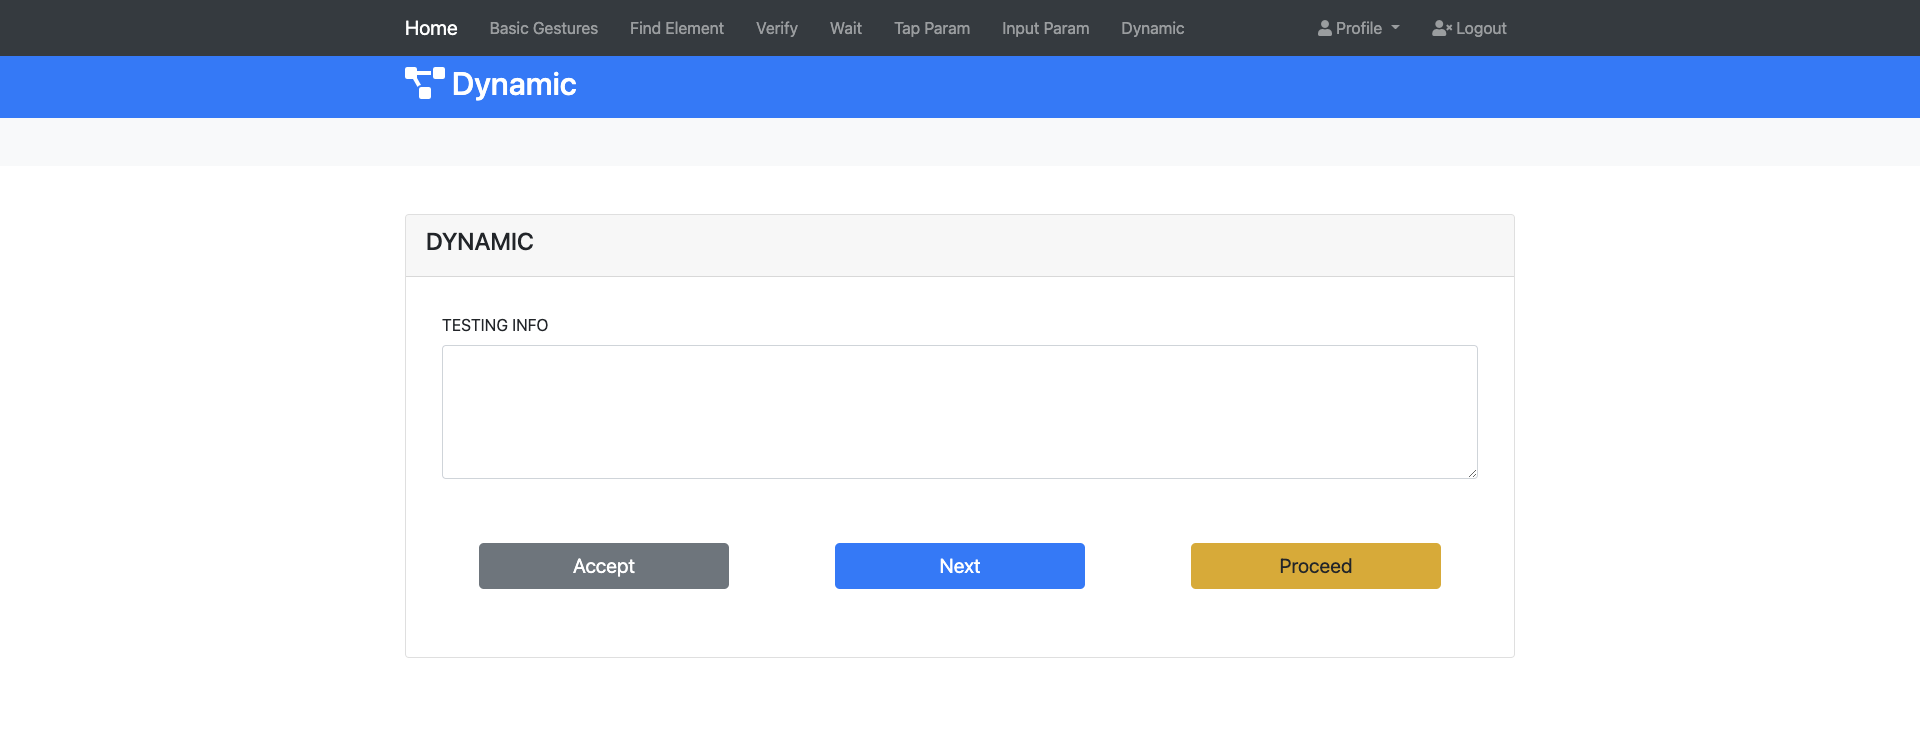 Home Basic Gestures Find Element Verify Wait Tap Param Input Param Dynamic Profile Logout
Dynamic
DYNAMIC
TESTING INFO
Accept Next Proceed